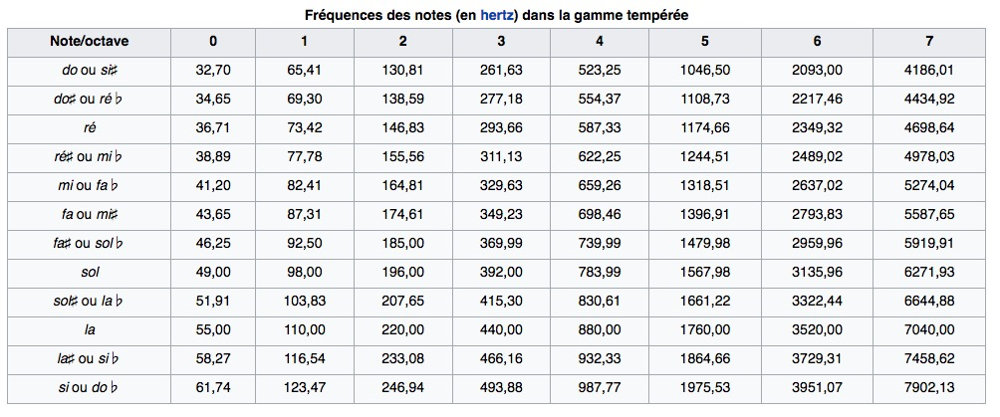 Fréquences des notes (en hertz) dans la gamme tempérée
Note/octave 0 1 2 3 4 5 6 7
do ou si♯ 32,70 65,41 130,81 261,63 523,25 1046,50 2093,00 4186,01
do♯ ou ré♭ 34,65 69,30 138,59 277,18 554,37 1108,73 2217,46 4434,92
ré 36,71 73,42 146,83 293,66 587,33 1174,66 2349,32 4698,64
ré♯ ou mi♭ 38,89 77,78 155,56 311,13 622,25 1244,51 2489,02 4978,03
mi ou fa♭ 41,20 82,41 164,81 329,63 659,26 1318,51 2637,02 5274,04
fa ou mi♯ 43,65 87,31 174,61 349,23 698,46 1396,91 2793,83 5587,65
fa♯ ou sol♭ 46,25 92,50 185,00 369,99 739,99 1479,98 2959,96 5919,91
sol 49,00 98,00 196,00 392,00 783,99 1567,98 3135,96 6271,93
sol♯ ou la♭ 51,91 103,83 207,65 415,30 830,61 1661,22 3322,44 6644,88
la 55,00 110,00 220,00 440,00 880,00 1760,00 3520,00 7040,00
la♯ ou si♭ 58,27 116,54 233,08 466,16 932,33 1864,66 3729,31 7458,62
si ou do♭ 61,74 123,47 246,94 493,88 987,77 1975,53 3951,07 7902,13